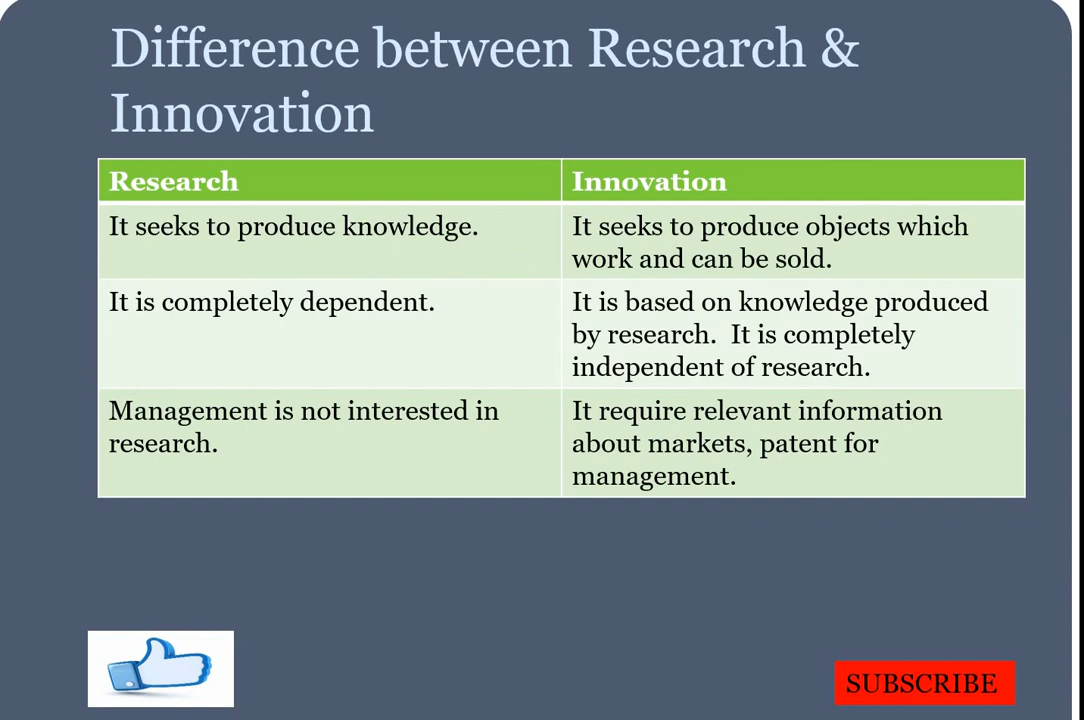 Difference between Research &
Innovation
Research
Innovation
It seeks to produce knowledge.
It seeks to produce objects which
work and can be sold.
It is completely dependent.
It is based on knowledge produced
by research.  It is completely
independent of research.
Management is not interested in
research.
It require relevant information
about markets, patent for
management.
SUBSCRIBE